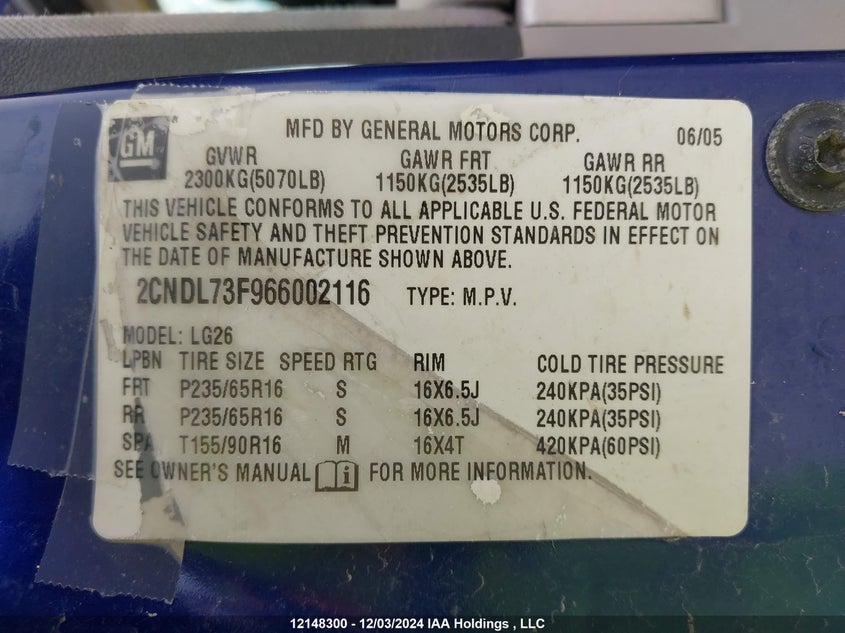 GM
MFD BY GENERAL MOTORS CORP. 06/05
GVWR GAWR FRT GAWR RR
2300KG(5070LB) 1150KG(2535LB) 1150KG(2535LB)
THIS VEHICLE CONFORMS TO ALL APPLICABLE U.S. FEDERAL MOTOR
VEHICLE SAFETY AND THEFT PREVENTION STANDARDS IN EFFECT ON
THE DATE OF MANUFACTURE SHOWN ABOVE.
2CNDL73F966002116 TYPE: M.P.V.
MODEL: LG26
LPBN TIRE SIZE SPEED RTG RIM COLD TIRE PRESSURE
FRT P235/65R16 S 16X6.5J 240KPA(35PSI)
RR P235/65R16 S 16X6.5J 240KPA(35PSI)
SPA T155/90R16 M 16X4T 420KPA(60PSI)
SEE OWNER'S MANUAL i FOR MORE INFORMATION.
12148300 - 12/03/2024 IAA Holdings , LLC